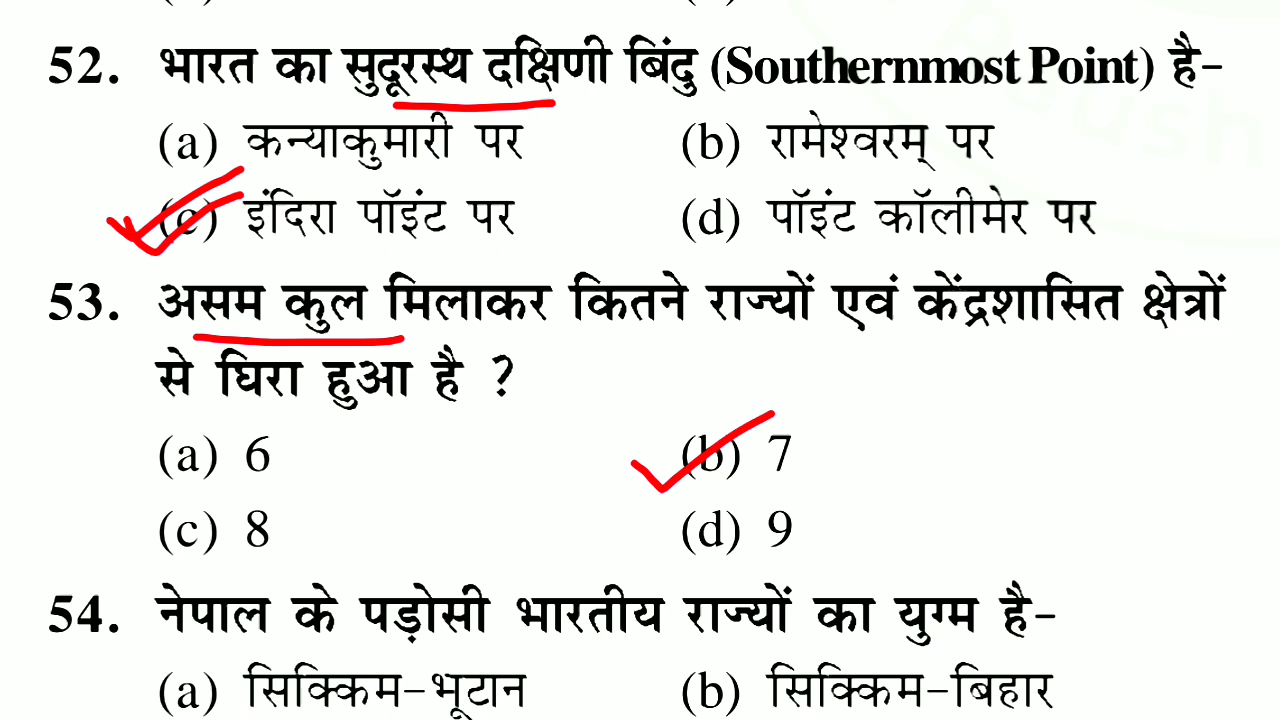 52. भारत का सुदूरस्थ दक्षिणी बिंदु (Southernmost Point) है-
(a) कन्याकुमारी पर (b) रामेश्वरम् पर
(c) इंदिरा पॉइंट पर (d) पॉइंट कॉलीमेर पर
53. असम कुल मिलाकर कितने राज्यों एवं केंद्रशासित क्षेत्रों
से घिरा हुआ है ?
(a) 6 (b) 7
(c) 8 (d) 9
54. नेपाल के पड़ोसी भारतीय राज्यों का युग्म है-
(a) सिक्किम-भूटान (b) सिक्किम-बिहार